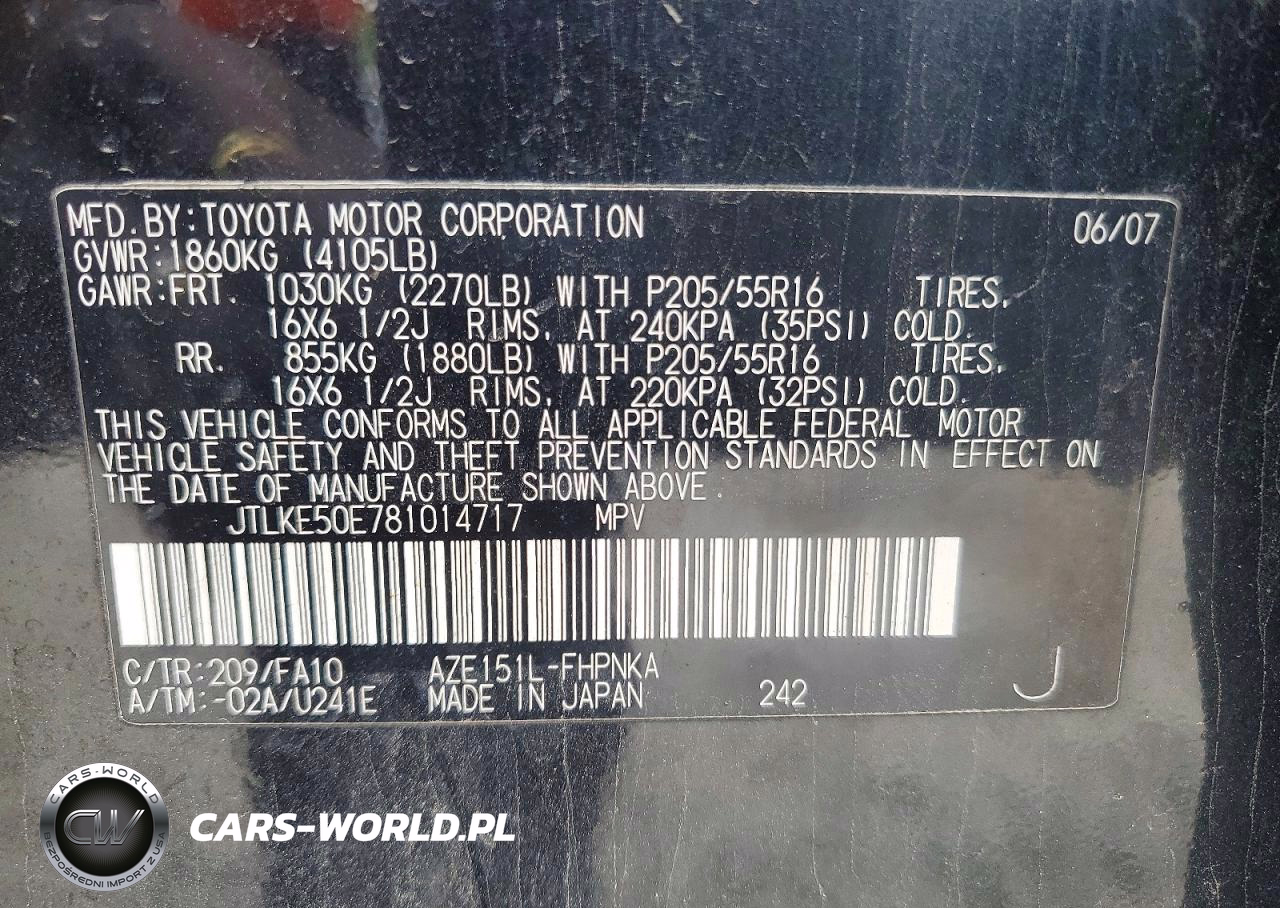 MFD. BY: TOYOTA MOTOR CORPORATION 06/07
GVWR: 1860KG (4105LB)
GAWR: FRT. 1030KG (2270LB) WITH P205/55R16 TIRES,
16X6 1/2J RIMS, AT 240KPA (35PSI) COLD.
RR. 855KG (1880LB) WITH P205/55R16 TIRES,
16X6 1/2J RIMS, AT 220KPA (32PSI) COLD.
THIS VEHICLE CONFORMS TO ALL APPLICABLE FEDERAL MOTOR
VEHICLE SAFETY AND THEFT PREVENTION STANDARDS IN EFFECT ON
THE DATE OF MANUFACTURE SHOWN ABOVE.
JTLKE50E781014717 MPV
C/TR: 209/FA10 AZE151L-FHPNKA
A/TM: -02A/U241E MADE IN JAPAN 242 J
CARS-WORLD
CW
BEZPOŚREDNI IMPORT Z USA
CARS-WORLD.PL